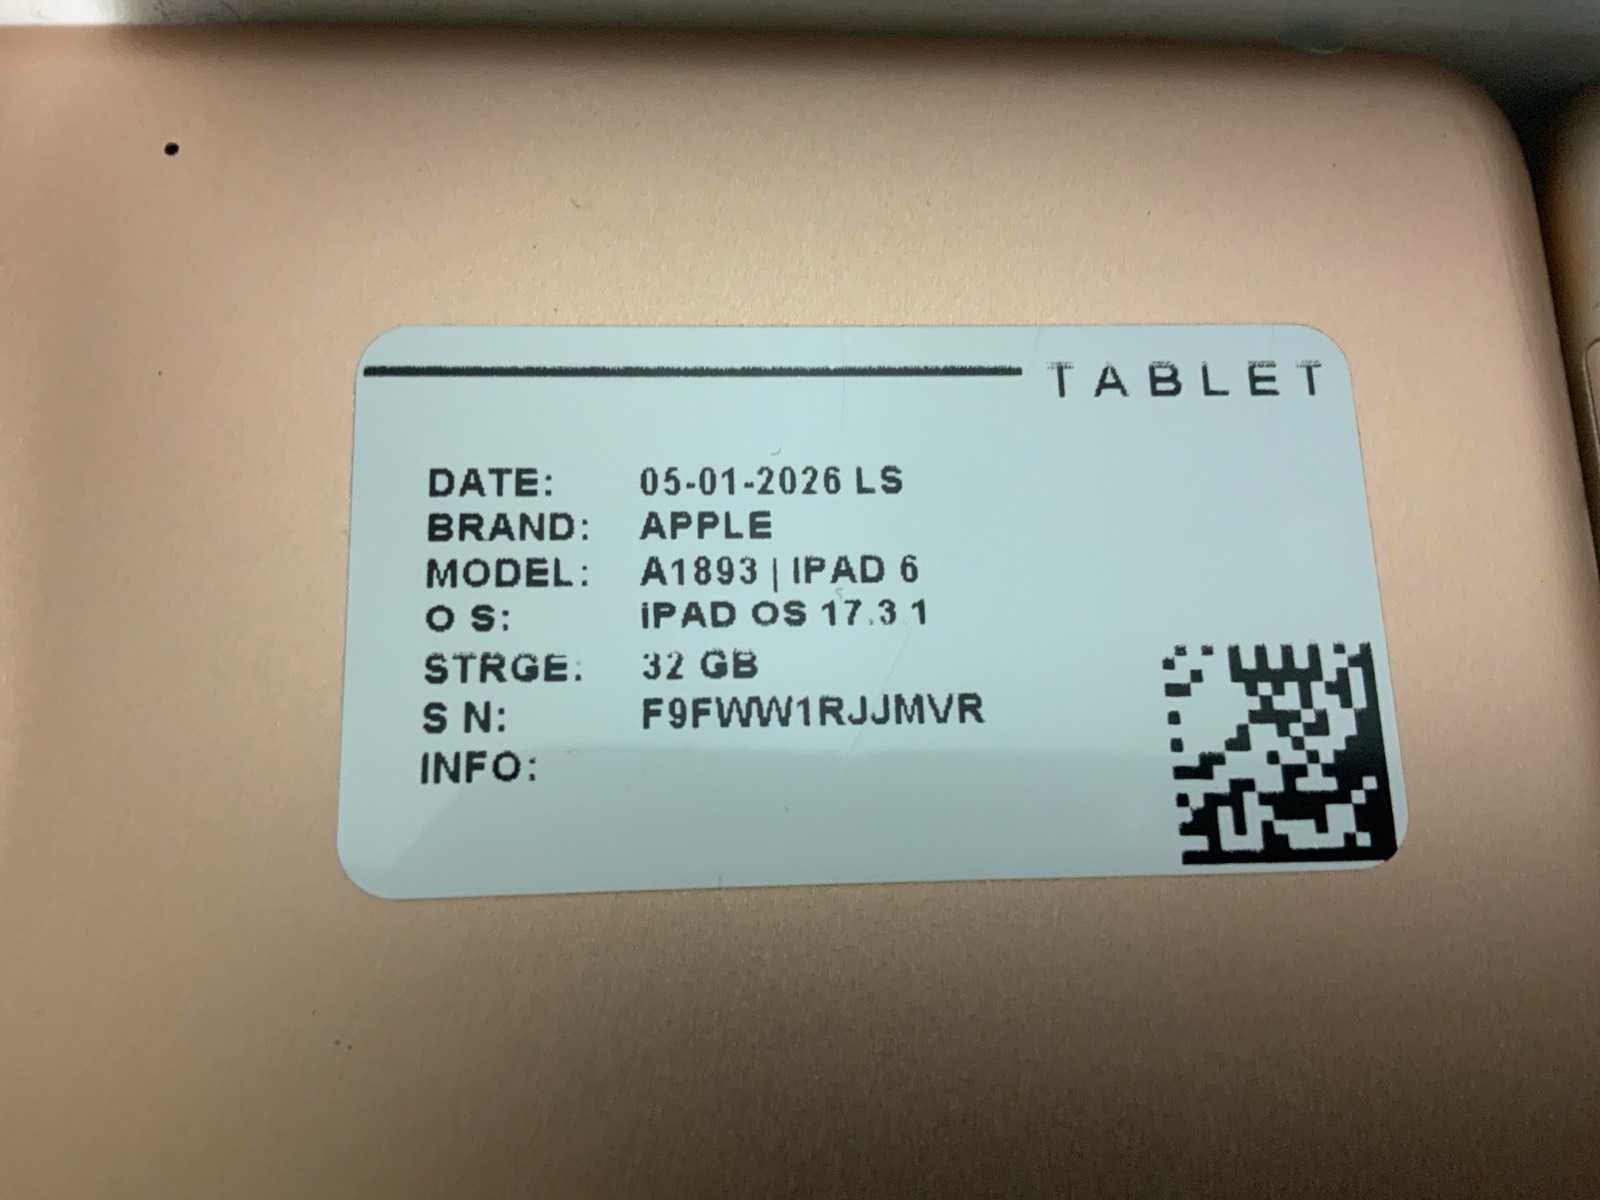 TABLET
DATE: 05-01-2026 LS
BRAND: APPLE
MODEL: A1893 | IPAD 6
O S: iPAD OS 17.3 1
STRGE: 32 GB
S N: F9FWW1RJJMVR
INFO: